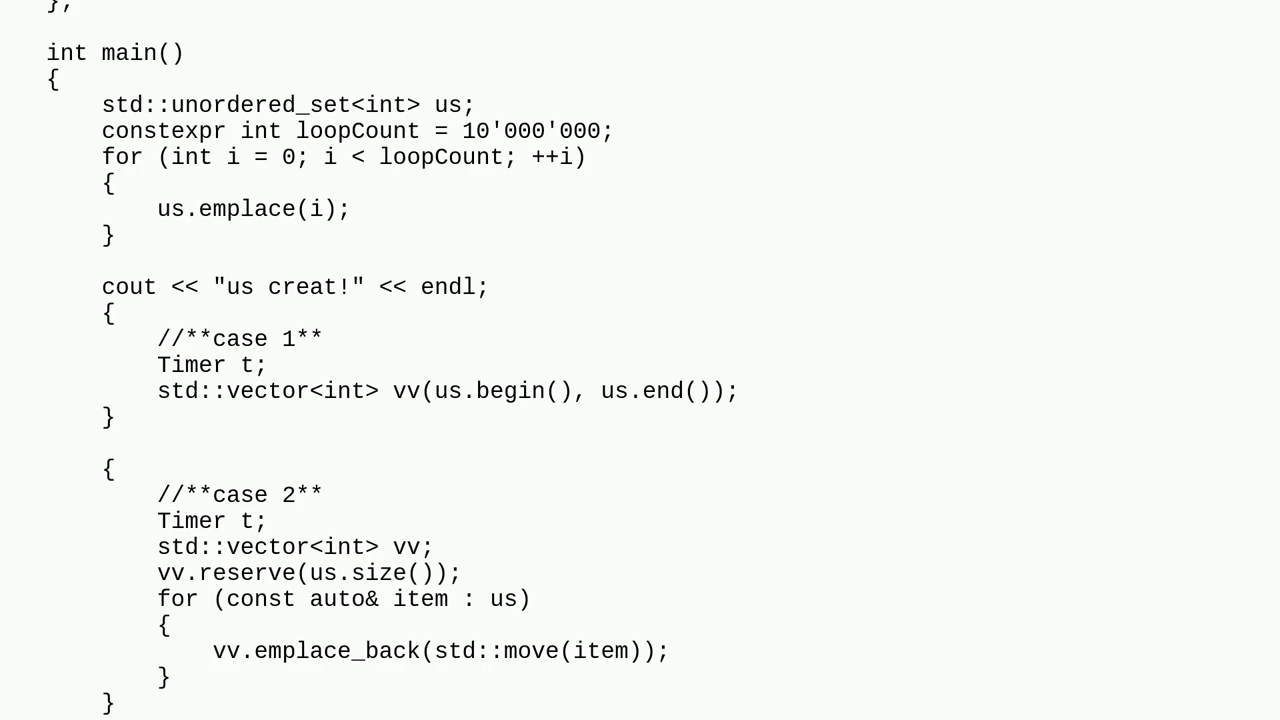 };
int main()
{
    std::unordered_set<int> us;
    constexpr int loopCount = 10'000'000;
    for (int i = 0; i < loopCount; ++i)
    {
        us.emplace(i);
    }
    cout << "us creat!" << endl;
    {
        //**case 1**
        Timer t;
        std::vector<int> vv(us.begin(), us.end());
    }
    {
        //**case 2**
        Timer t;
        std::vector<int> vv;
        vv.reserve(us.size());
        for (const auto& item : us)
        {
            vv.emplace_back(std::move(item));
        }
    }